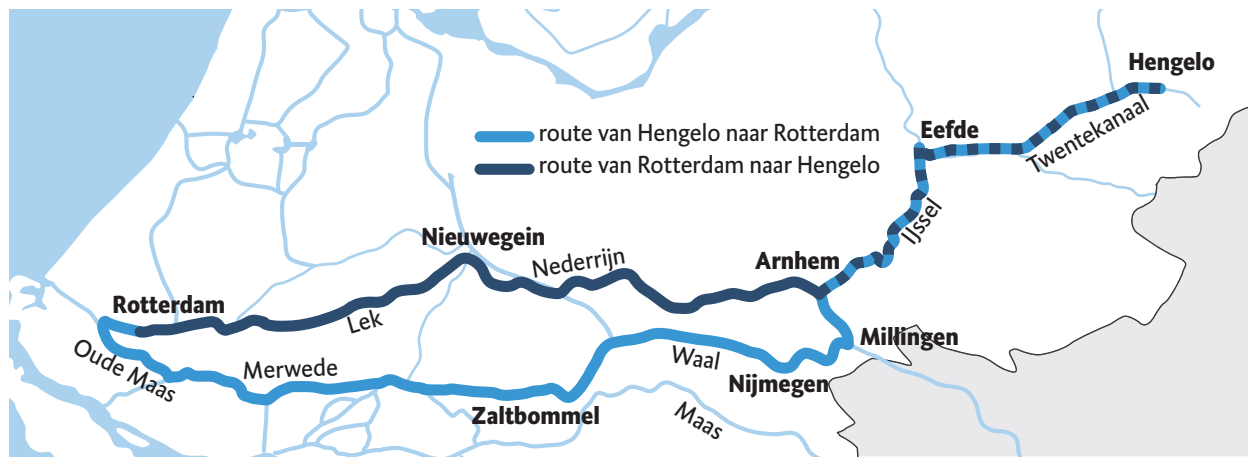 Hengelo
route van Hengelo naar Rotterdam
Eefde
Twentekanaal
route van Rotterdam naar Hengelo
IJssel
Nieuwegein
Nederrijn
Arnhem
Rotterdam
Lek
Millingen
Oude Maas
Merwede
Waal
Nijmegen
Zaltbommel
Maas